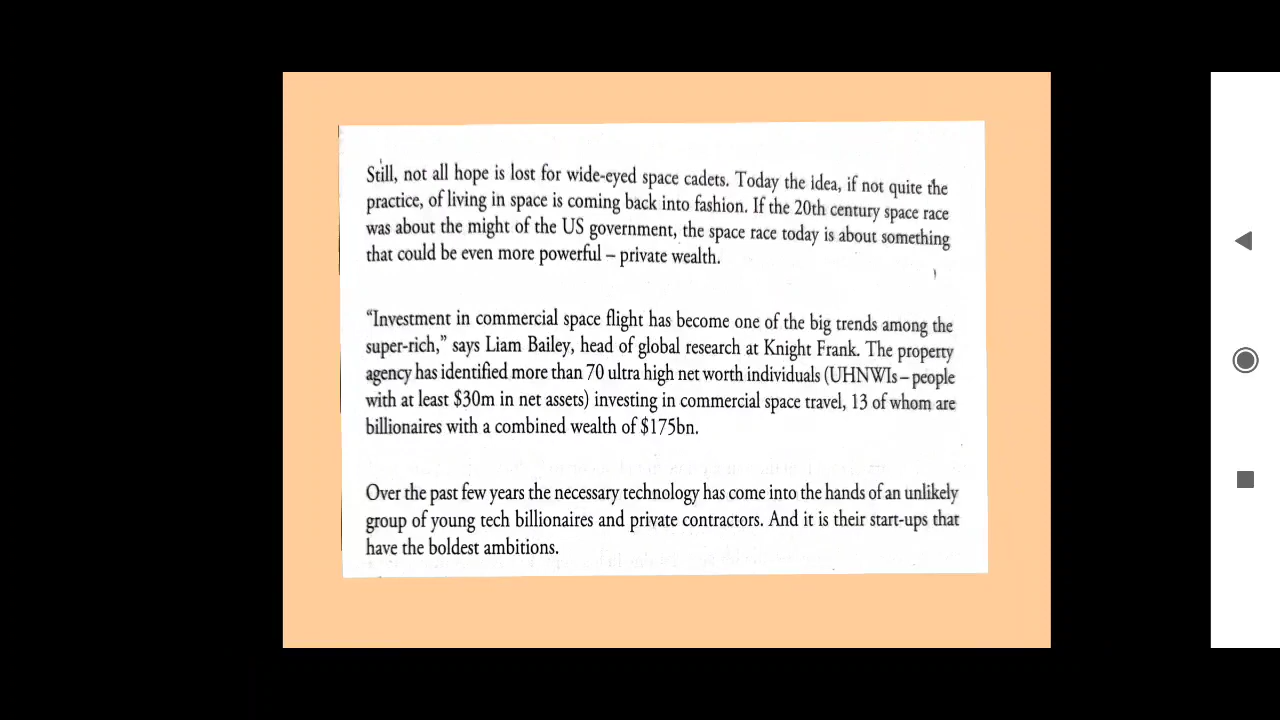 Still, not all hope is lost for wide-eyed space cadets. Today the idea, if not quite the
practice, of living in space is coming back into fashion. If the 20th century space race
was about the might of the US government, the space race today is about something
that could be even more powerful – private wealth.
“Investment in commercial space flight has become one of the big trends among the
super-rich,” says Liam Bailey, head of global research at Knight Frank. The property
agency has identified more than 70 ultra high net worth individuals (UHNWIs – people
with at least $30m in net assets) investing in commercial space travel, 13 of whom are
billionaires with a combined wealth of $175bn.
Over the past few years the necessary technology has come into the hands of an unlikely
group of young tech billionaires and private contractors. And it is their start-ups that
have the boldest ambitions.